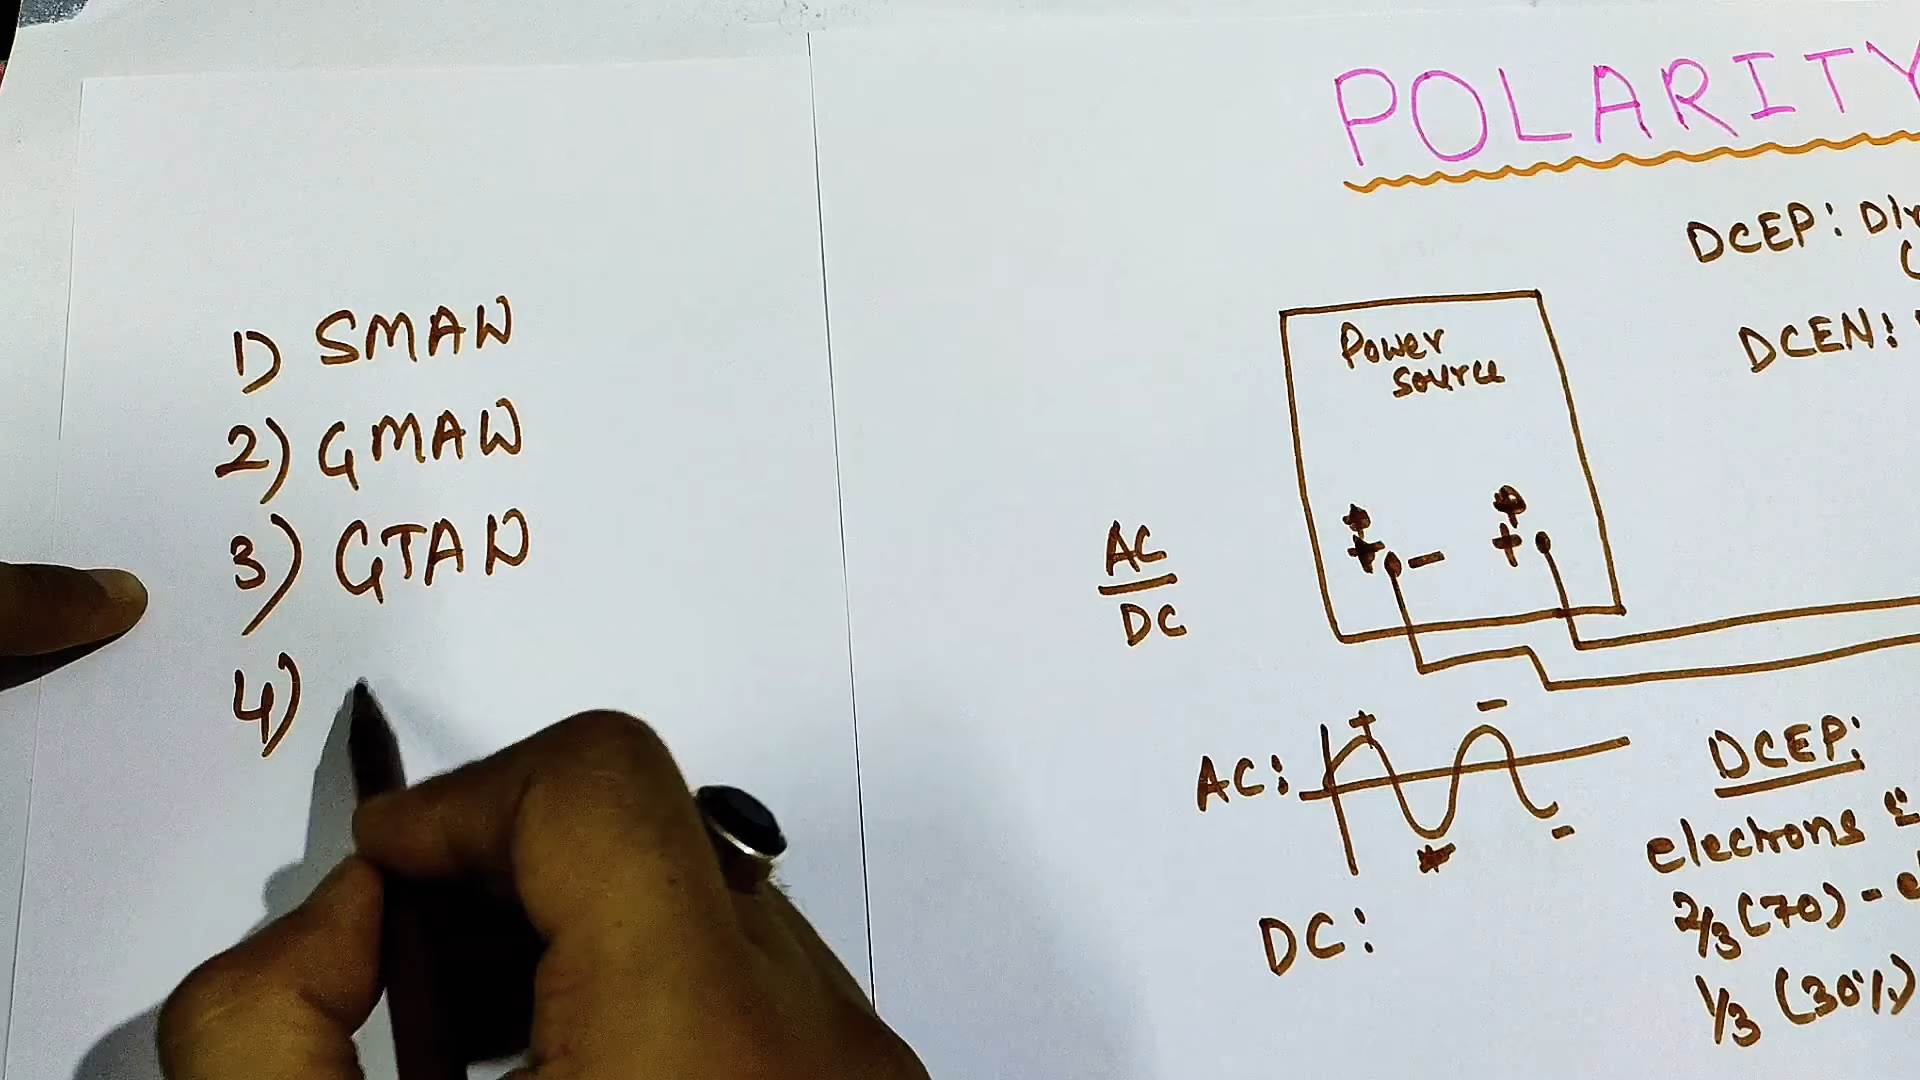 1) SMAW
2) GMAW
3) GTAW
4)
POLARITY
DCEP:
DCEN:
Power
source
+ - +
AC
DC
AC: + - -
DC:
DCEP:
electrons
2/3 (70) -
1/3 (30%)